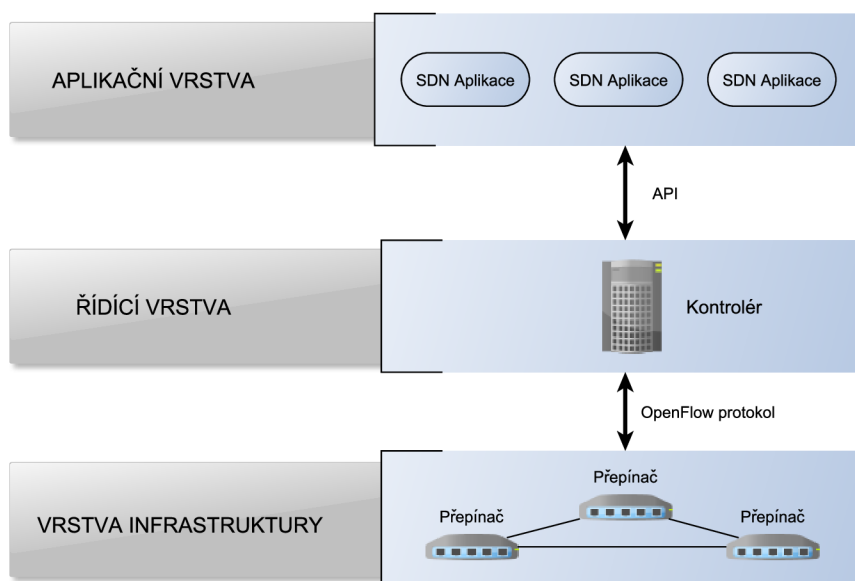 APLIKAČNÍ VRSTVA
SDN Aplikace
SDN Aplikace
SDN Aplikace
API
ŘÍDÍCÍ VRSTVA
Kontrolér
OpenFlow protokol
VRSTVA INFRASTRUKTURY
Přepínač
Přepínač
Přepínač